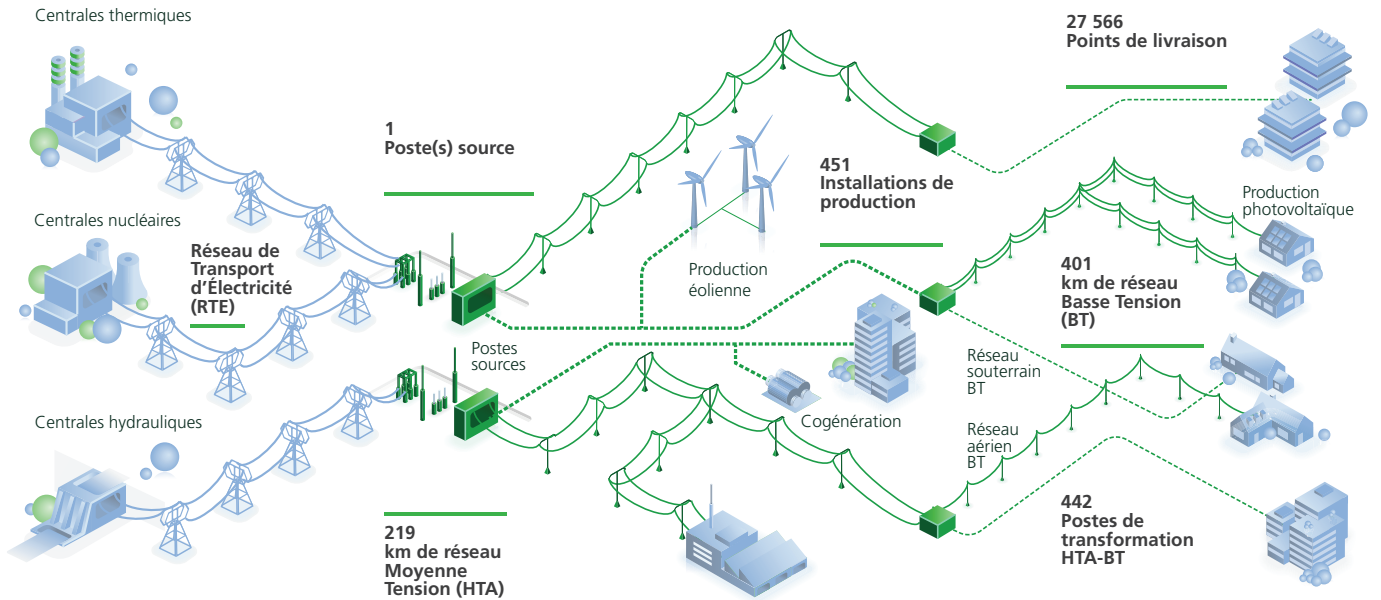 Centrales thermiques
27 566
Points de livraison
1
Poste(s) source
451
Installations de
production
Production
photovoltaïque
Centrales nucléaires
Réseau de
Transport
d'Électricité
(RTE)
Production
éolienne
401
km de réseau
Basse Tension
(BT)
Postes
sources
Réseau
souterrain
BT
Centrales hydrauliques
Cogénération
Réseau
aérien
BT
219
km de réseau
Moyenne
Tension (HTA)
442
Postes de
transformation
HTA-BT